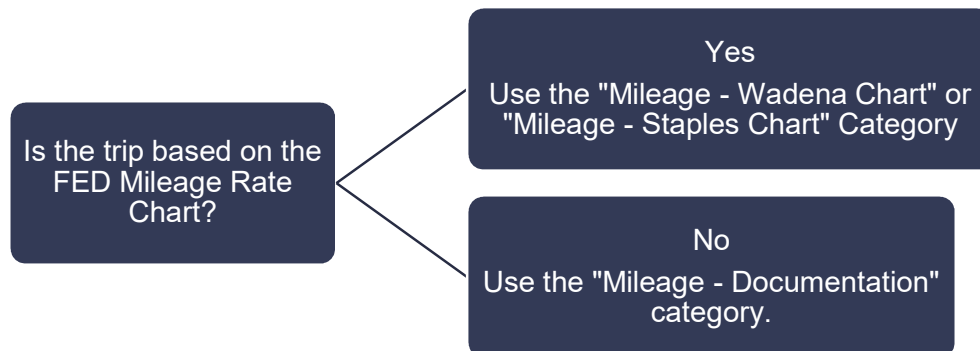 Is the trip based on the
FED Mileage Rate
Chart?
Yes
Use the "Mileage - Wadena Chart" or
"Mileage - Staples Chart" Category
No
Use the "Mileage - Documentation"
category.